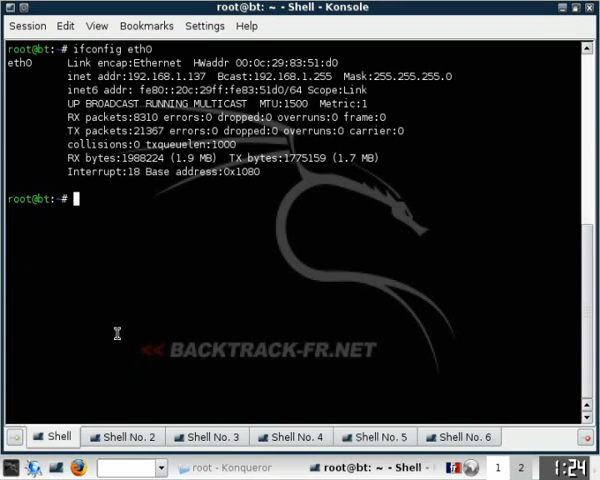 root@bt: ~ - Shell - Konsole
Session Edit View Bookmarks Settings Help
root@bt:~# ifconfig eth0
eth0 Link encap:Ethernet HWaddr 00:0c:29:83:51:d0
inet addr:192.168.1.137 Bcast:192.168.1.255 Mask:255.255.255.0
inet6 addr: fe80::20c:29ff:fe83:51d0/64 Scope:Link
UP BROADCAST RUNNING MULTICAST MTU:1500 Metric:1
RX packets:8310 errors:0 dropped:0 overruns:0 frame:0
TX packets:21367 errors:0 dropped:0 overruns:0 carrier:0
collisions:0 txqueuelen:1000
RX bytes:1988224 (1.9 MB) TX bytes:1775159 (1.7 MB)
Interrupt:18 Base address:0x1080
root@bt:~#
<< BACKTRACK-FR.NET
Shell Shell No. 2 Shell No. 3 Shell No. 4 Shell No. 5 Shell No. 6
root - Konqueror root@bt: ~ - Shell - 1 2 1:24